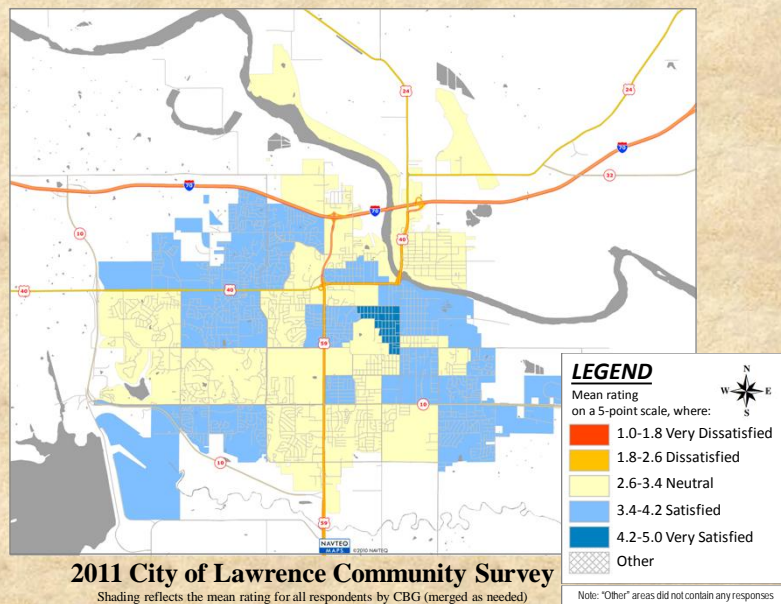 24
24
70
32
70
70
10
40
40
40
40
59
10
10
59
NAVTEQ
MAPS ©2010 NAVTEQ
LEGEND
Mean rating
on a 5-point scale, where:
N
W E
S
1.0-1.8 Very Dissatisfied
1.8-2.6 Dissatisfied
2.6-3.4 Neutral
3.4-4.2 Satisfied
4.2-5.0 Very Satisfied
Other
2011 City of Lawrence Community Survey
Shading reflects the mean rating for all respondents by CBG (merged as needed)
Note: "Other" areas did not contain any responses